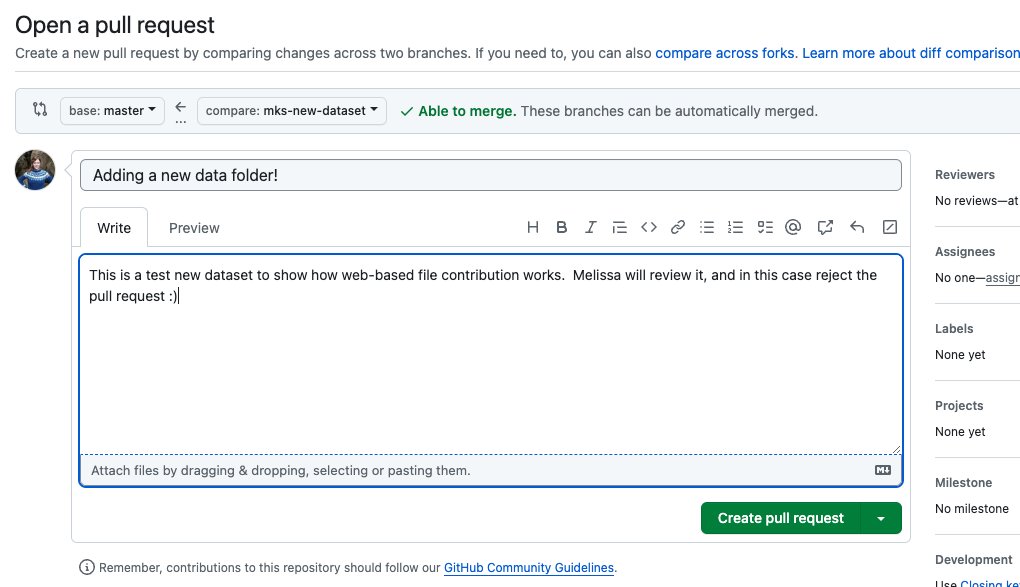 Open a pull request
Create a new pull request by comparing changes across two branches. If you need to, you can also compare across forks. Learn more about diff comparison
base: master
compare: mks-new-dataset
Able to merge. These branches can be automatically merged.
Adding a new data folder!
Write
Preview
This is a test new dataset to show how web-based file contribution works.  Melissa will review it, and in this case reject the
pull request :)
Attach files by dragging & dropping, selecting or pasting them.
Create pull request
Remember, contributions to this repository should follow our GitHub Community Guidelines.
Reviewers
No reviews—at
Assignees
No one—assign
Labels
None yet
Projects
None yet
Milestone
No milestone
Development
Use Closing ke